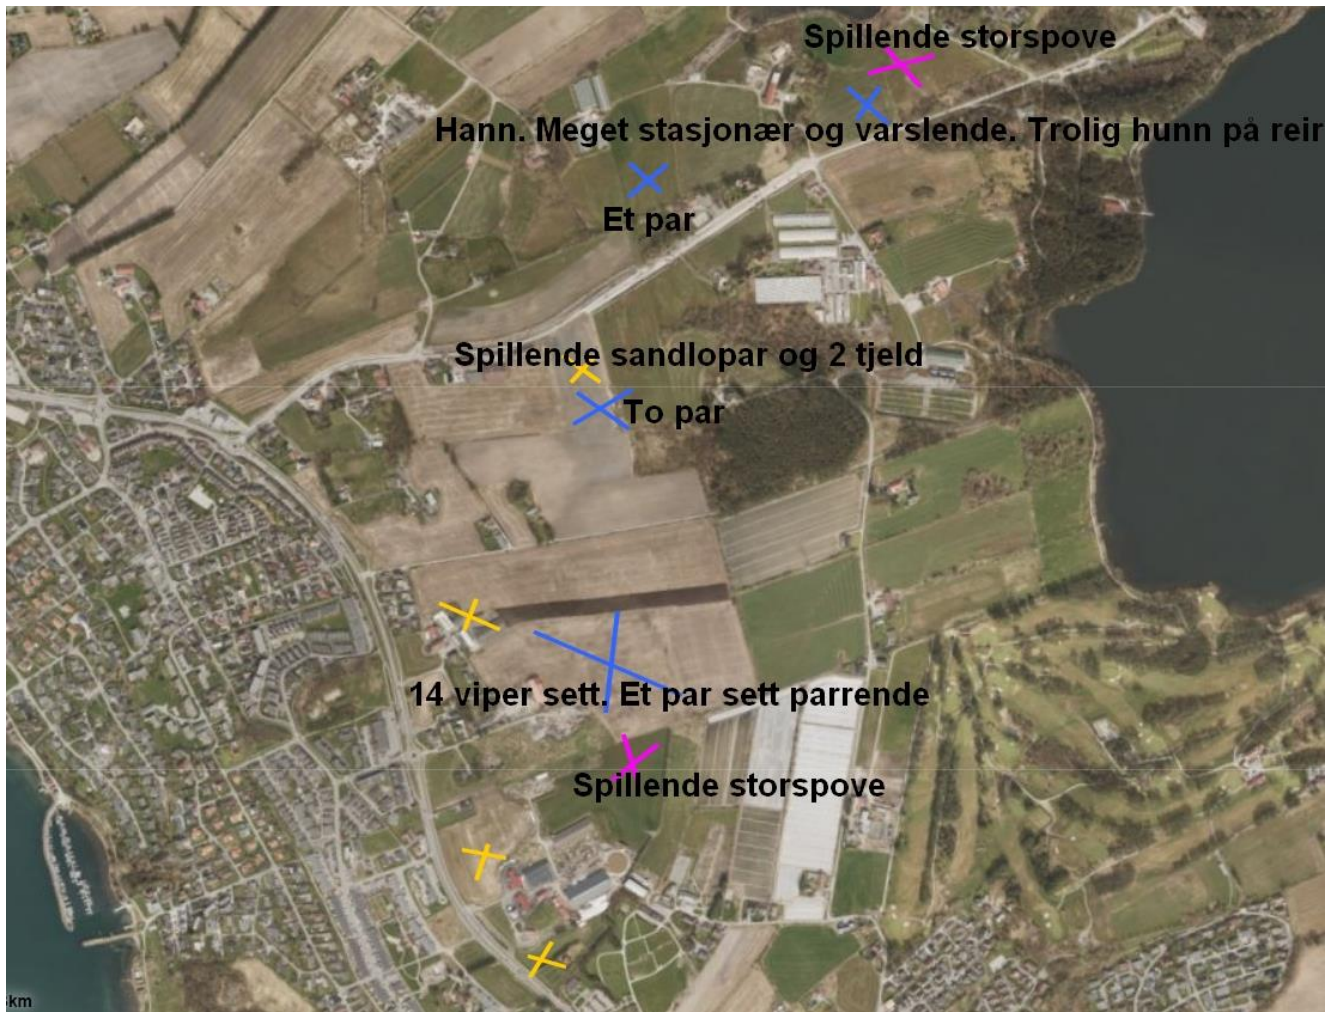 Spillende storspove
Hann. Meget stasjonær og varslende. Trolig hunn på reir
Et par
Spillende sandlopar og 2 tjeld
To par
14 viper sett. Et par sett parrende
Spillende storspove
km